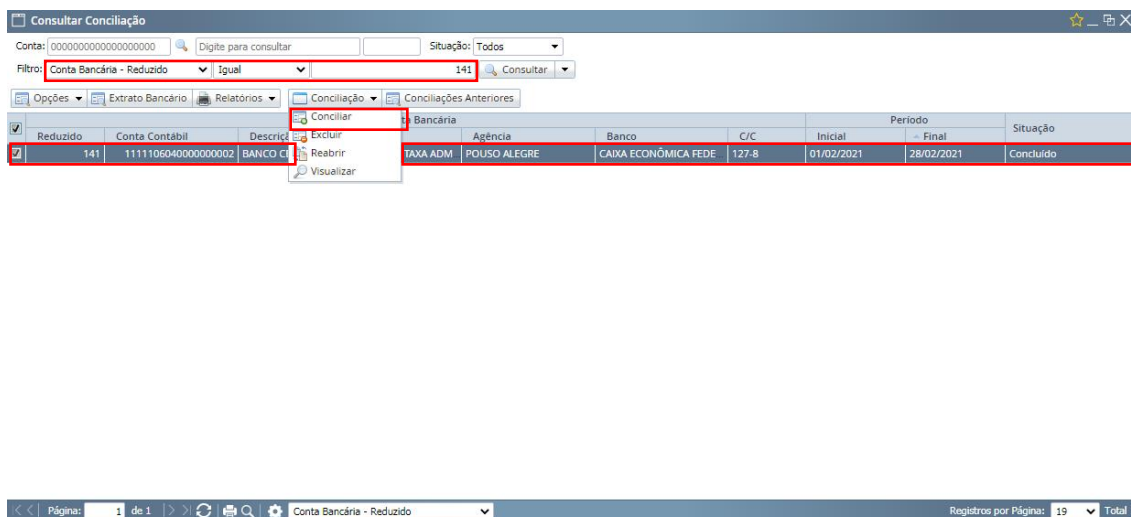 Consultar Conciliação
Conta: 0000000000000000 Digite para consultar Situação: Todos
Filtro: Conta Bancária - Reduzido Igual 141 Consultar
Opções Extrato Bancário Relatórios Conciliação Conciliações Anteriores
Conciliar
Excluir
Reabrir
Visualizar
Bancária Período
Reduzido Conta Contábil Agência Banco C/C Inicial Final Situação
141 1111106040000000002 BANCO TAXA ADM POUSO ALEGRE CAIXA ECONÔMICA FEDE 127-8 01/02/2021 28/02/2021 Concluído
Página: 1 de 1 Conta Bancária - Reduzido Registros por Página: 19 Total